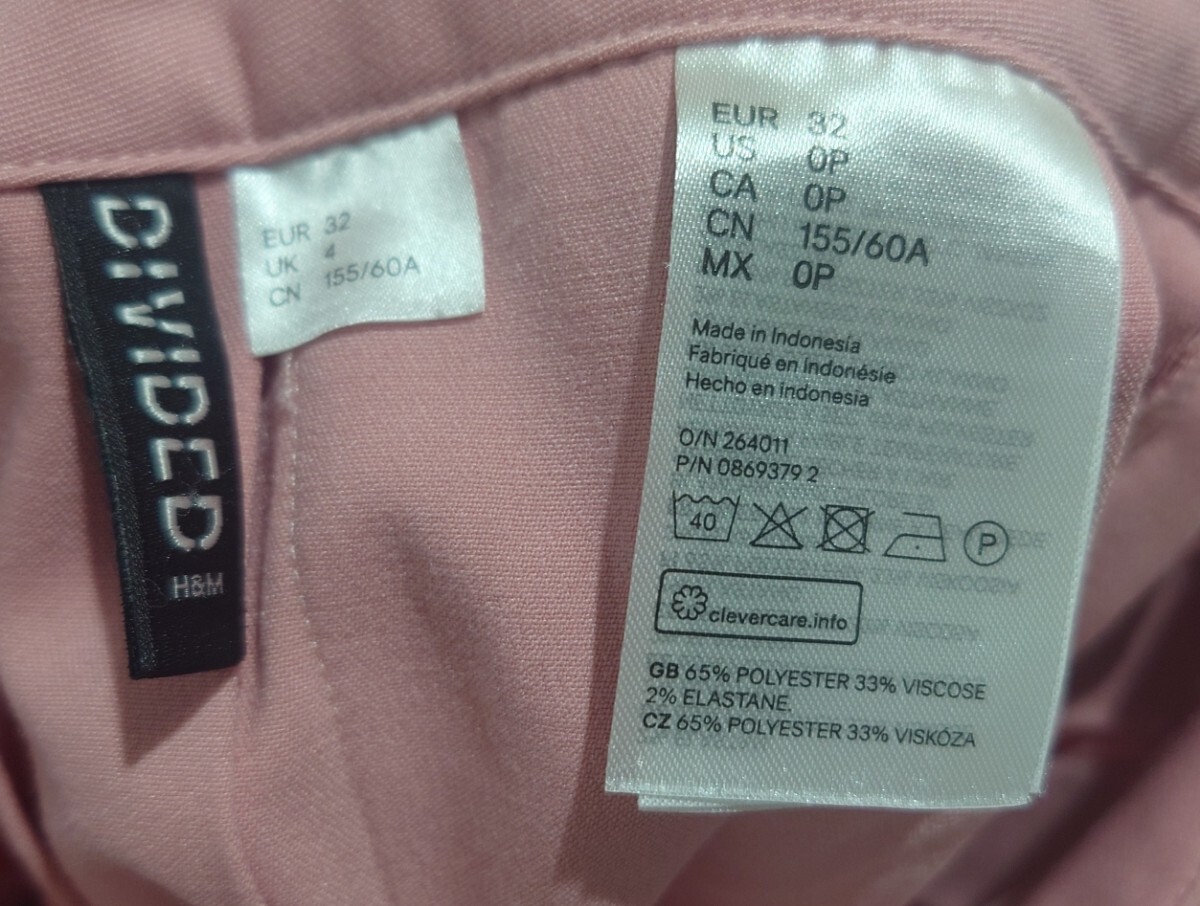 DIVIDED
H&M
EUR 32
UK 4
CN 155/60A
EUR 32
US 0P
CA 0P
CN 155/60A
MX 0P
Made in Indonesia
Fabriqué en Indonésie
Hecho en indonesia
O/N 264011
P/N 0869379 2
40
P
clevercare.info
GB 65% POLYESTER 33% VISCOSE
2% ELASTANE.
CZ 65% POLYESTER 33% VISKÓZA